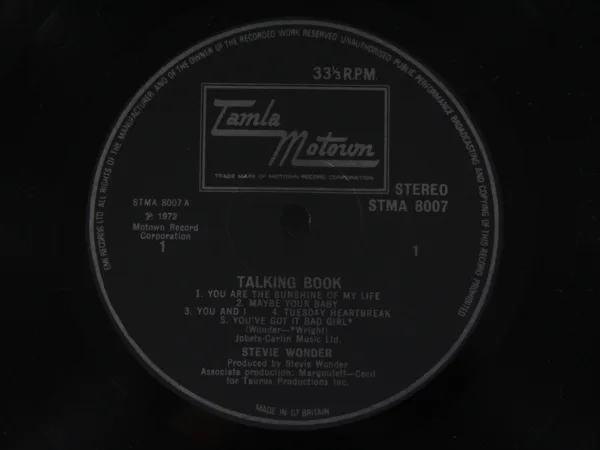 EMI RECORDS LTD ALL RIGHTS OF THE MANUFACTURER AND OF THE OWNER OF THE RECORDED WORK RESERVED UNAUTHORISED PUBLIC PERFORMANCE BROADCASTING AND COPYING OF THIS RECORD PROHIBITED
33⅓ R.P.M.
Tamla
Motown
TRADE MARK OF MOTOWN RECORD CORPORATION
STEREO
STMA 8007
STMA 8007 A
℗ 1972
Motown Record
Corporation
1
1
TALKING BOOK
1. YOU ARE THE SUNSHINE OF MY LIFE
2. MAYBE YOUR BABY
3. YOU AND I 4. TUESDAY HEARTBREAK
5. YOU'VE GOT IT BAD GIRL*
(Wonder—*Wright)
Jobete-Carlin Music Ltd.
STEVIE WONDER
Produced by Stevie Wonder
Associate production: Margouleff—Cecil
for Taurus Productions Inc.
MADE IN GT BRITAIN